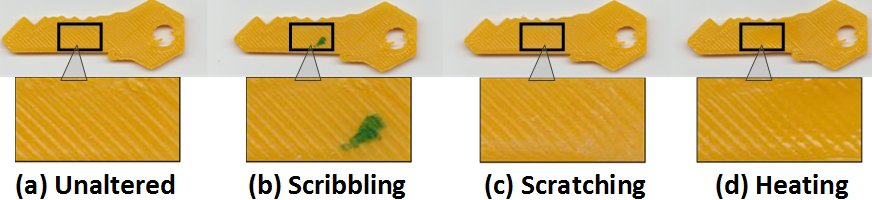 (a) Unaltered (b) Scribbling (c) Scratching (d) Heating